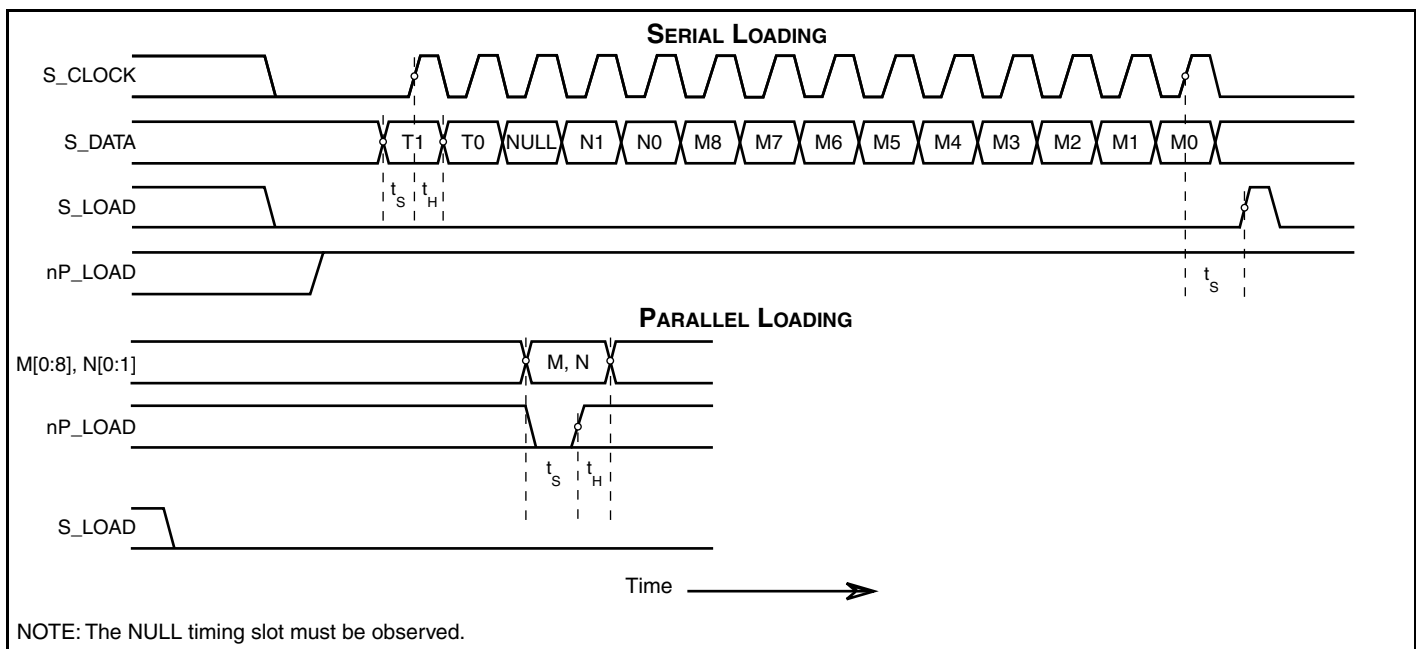 SERIAL LOADING
S_CLOCK
S_DATA
T1 T0 NULL N1 N0 M8 M7 M6 M5 M4 M3 M2 M1 M0
tS tH
S_LOAD
nP_LOAD
tS
PARALLEL LOADING
M[0:8], N[0:1]
M, N
nP_LOAD
tS tH
S_LOAD
Time
NOTE: The NULL timing slot must be observed.